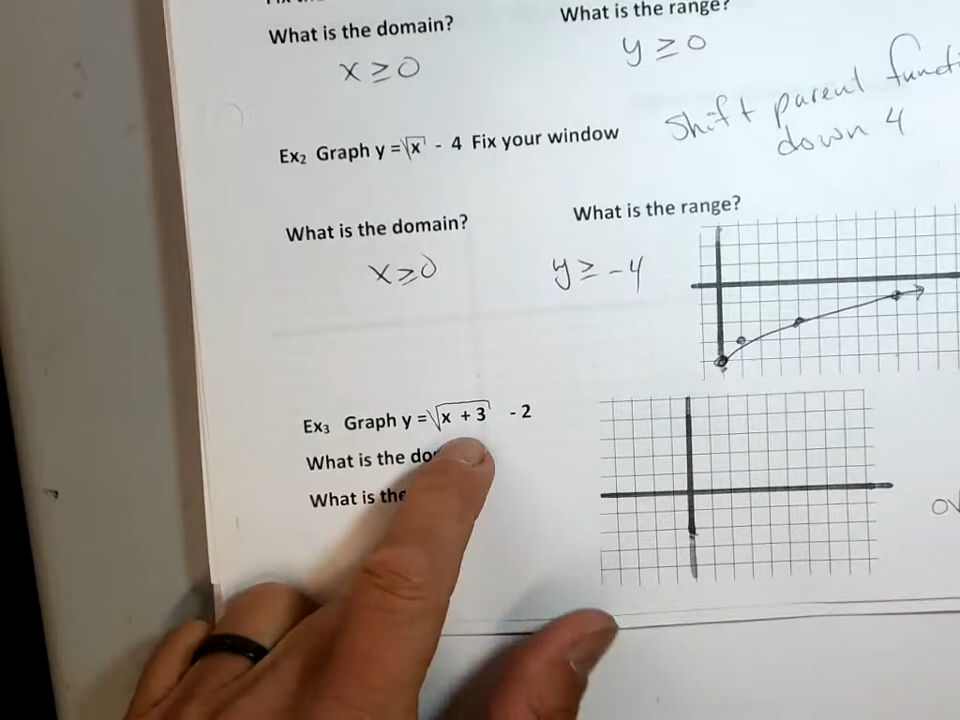 What is the domain? What is the range?
x ≥ 0 y ≥ 0
Shift parent
down 4
Ex2 Graph y = √x - 4 Fix your window
What is the domain? What is the range?
x ≥ 0 y ≥ -4
Ex3 Graph y = √x + 3 - 2
What is the
What is the